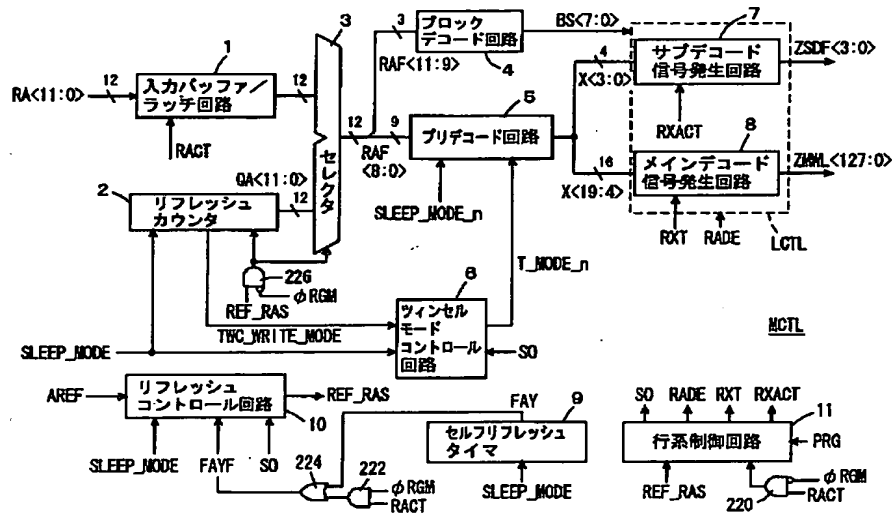 3
ブロック
デコード回路
4
BS<7:0>
7
サブデコード
信号発生回路
ZSDF<3:0>
1
入力バッファ/
ラッチ回路
RA<11:0>
12
12
RACT
3
RAF<11:9>
5
プリデコード回路
12
9
RAF
<8:0>
4
X<3:0>
RXACT
8
メインデコード
信号発生回路
ZMWL<127:0>
16
X<19:4>
セレクタ
QA<11:0>
12
2
リフレッシュ
カウンタ
SLEEP_MODE_n
RXT
RADE
LCTL
226
REF_RAS
φRGM
T_MODE_n
6
ツインセル
モード
コントロール
回路
TWC_WRITE_MODE
SLEEP_MODE
SO
MCTL
AREF
リフレッシュ
コントロール回路
10
REF_RAS
SLEEP_MODE
FAYF
SO
FAY
9
セルフリフレッシュ
タイマ
SLEEP_MODE
224
222
φRGM
RACT
SO
RADE
RXT
RXACT
11
行系制御回路
PRG
REF_RAS
220
φRGM
RACT